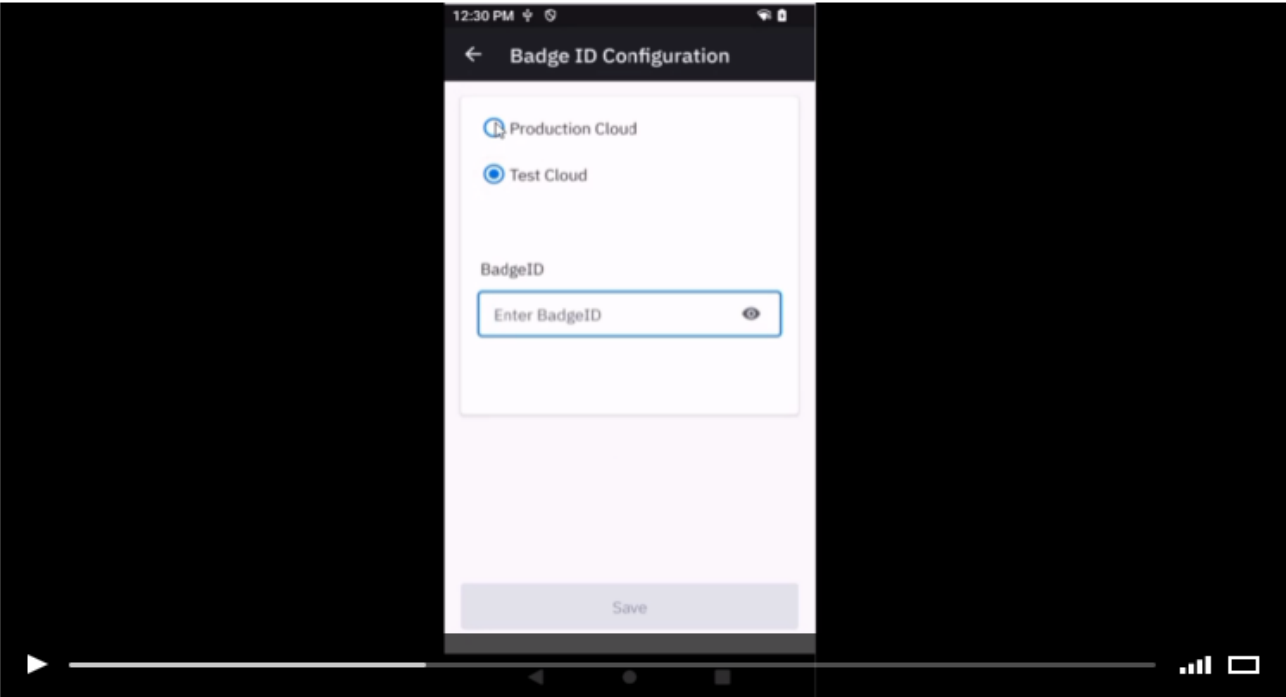 12:30 PM
Badge ID Configuration
Production Cloud
Test Cloud
BadgeID
Enter BadgeID
Save